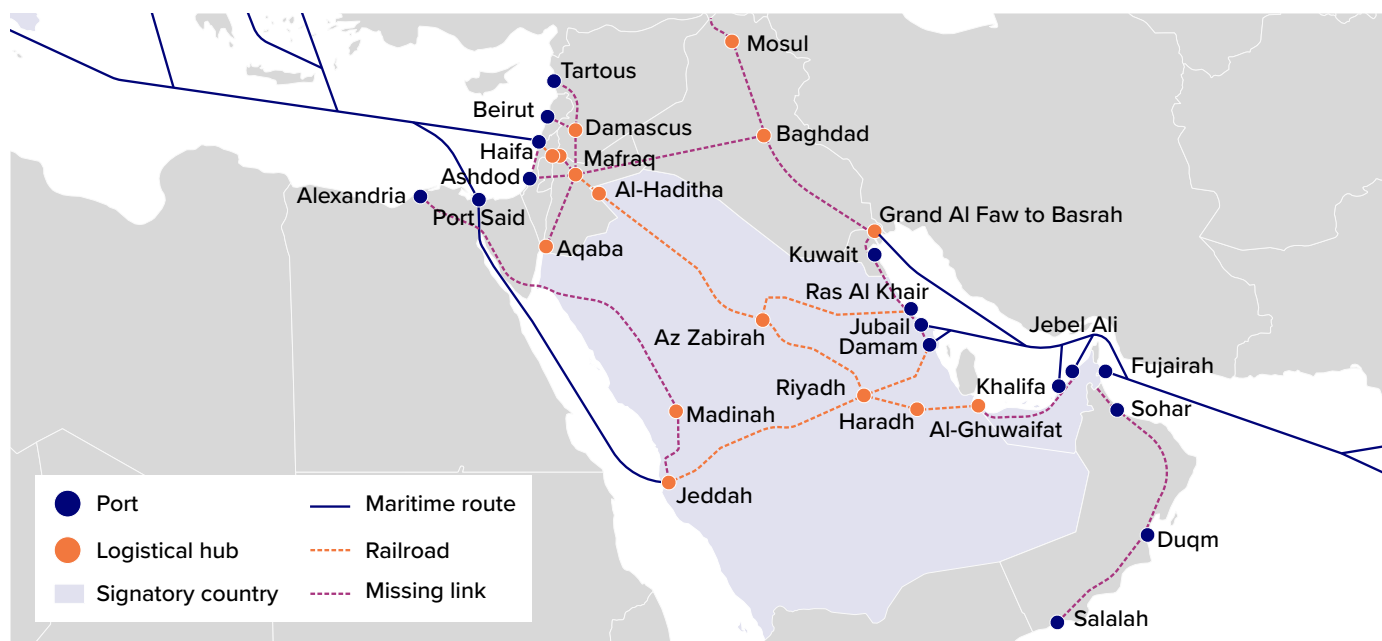 Mosul
Tartous
Beirut
Damascus
Baghdad
Haifa
Mafraq
Ashdod
Al-Haditha
Alexandria
Port Said
Grand Al Faw to Basrah
Aqaba
Kuwait
Ras Al Khair
Jubail
Jebel Ali
Az Zabirah
Damam
Fujairah
Riyadh
Khalifa
Sohar
Madinah
Haradh
Al-Ghuwaifat
Jeddah
Port
Maritime route
Logistical hub
Railroad
Signatory country
Missing link
Duqm
Salalah